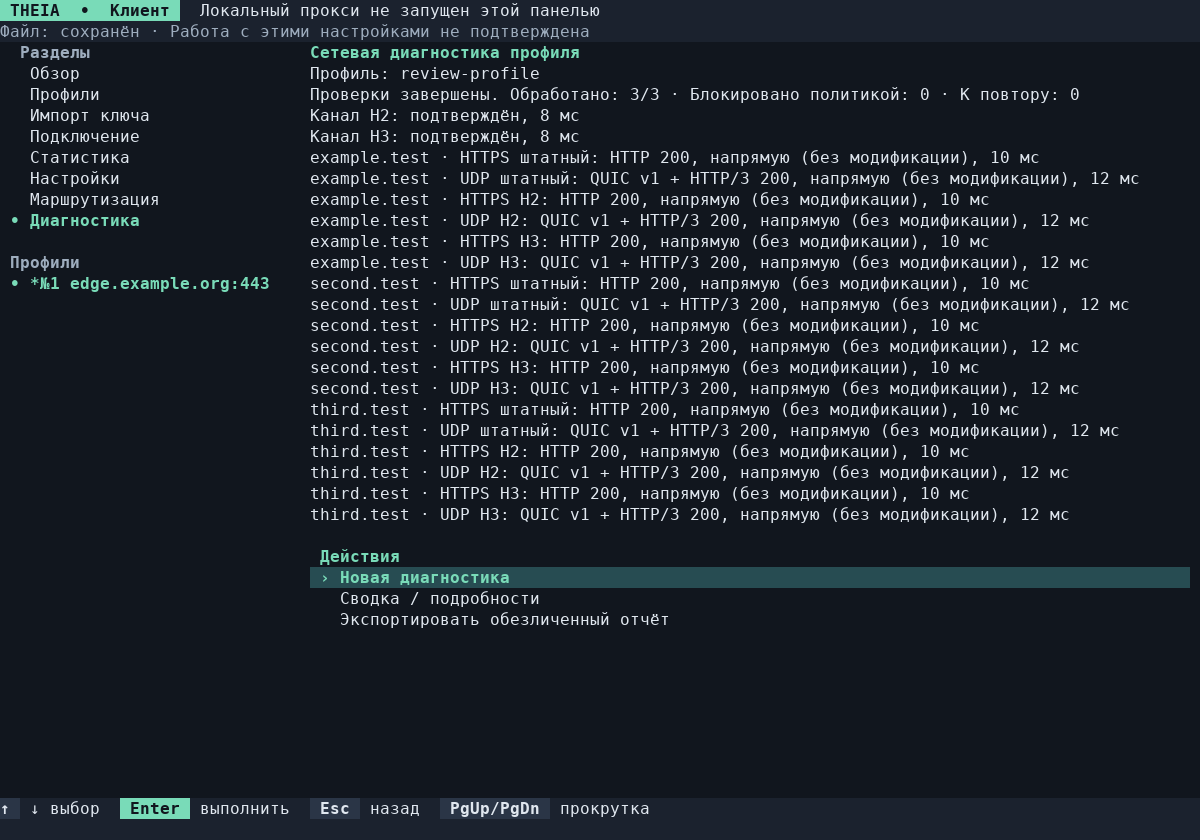 THEIA • Клиент Локальный прокси не запущен этой панелью
Файл: сохранён · Работа с этими настройками не подтверждена
Разделы
Обзор
Профили
Импорт ключа
Подключение
Статистика
Настройки
Маршрутизация
• Диагностика
Профили
• *№1 edge.example.org:443
Сетевая диагностика профиля
Профиль: review-profile
Проверки завершены. Обработано: 3/3 · Блокировано политикой: 0 · К повтору: 0
Канал H2: подтверждён, 8 мс
Канал H3: подтверждён, 8 мс
example.test · HTTPS штатный: HTTP 200, напрямую (без модификации), 10 мс
example.test · UDP штатный: QUIC v1 + HTTP/3 200, напрямую (без модификации), 12 мс
example.test · HTTPS H2: HTTP 200, напрямую (без модификации), 10 мс
example.test · UDP H2: QUIC v1 + HTTP/3 200, напрямую (без модификации), 12 мс
example.test · HTTPS H3: HTTP 200, напрямую (без модификации), 10 мс
example.test · UDP H3: QUIC v1 + HTTP/3 200, напрямую (без модификации), 12 мс
second.test · HTTPS штатный: HTTP 200, напрямую (без модификации), 10 мс
second.test · UDP штатный: QUIC v1 + HTTP/3 200, напрямую (без модификации), 12 мс
second.test · HTTPS H2: HTTP 200, напрямую (без модификации), 10 мс
second.test · UDP H2: QUIC v1 + HTTP/3 200, напрямую (без модификации), 12 мс
second.test · HTTPS H3: HTTP 200, напрямую (без модификации), 10 мс
second.test · UDP H3: QUIC v1 + HTTP/3 200, напрямую (без модификации), 12 мс
third.test · HTTPS штатный: HTTP 200, напрямую (без модификации), 10 мс
third.test · UDP штатный: QUIC v1 + HTTP/3 200, напрямую (без модификации), 12 мс
third.test · HTTPS H2: HTTP 200, напрямую (без модификации), 10 мс
third.test · UDP H2: QUIC v1 + HTTP/3 200, напрямую (без модификации), 12 мс
third.test · HTTPS H3: HTTP 200, напрямую (без модификации), 10 мс
third.test · UDP H3: QUIC v1 + HTTP/3 200, напрямую (без модификации), 12 мс
Действия
› Новая диагностика
Сводка / подробности
Экспортировать обезличенный отчёт
↑ ↓ выбор Enter выполнить Esc назад PgUp/PgDn прокрутка